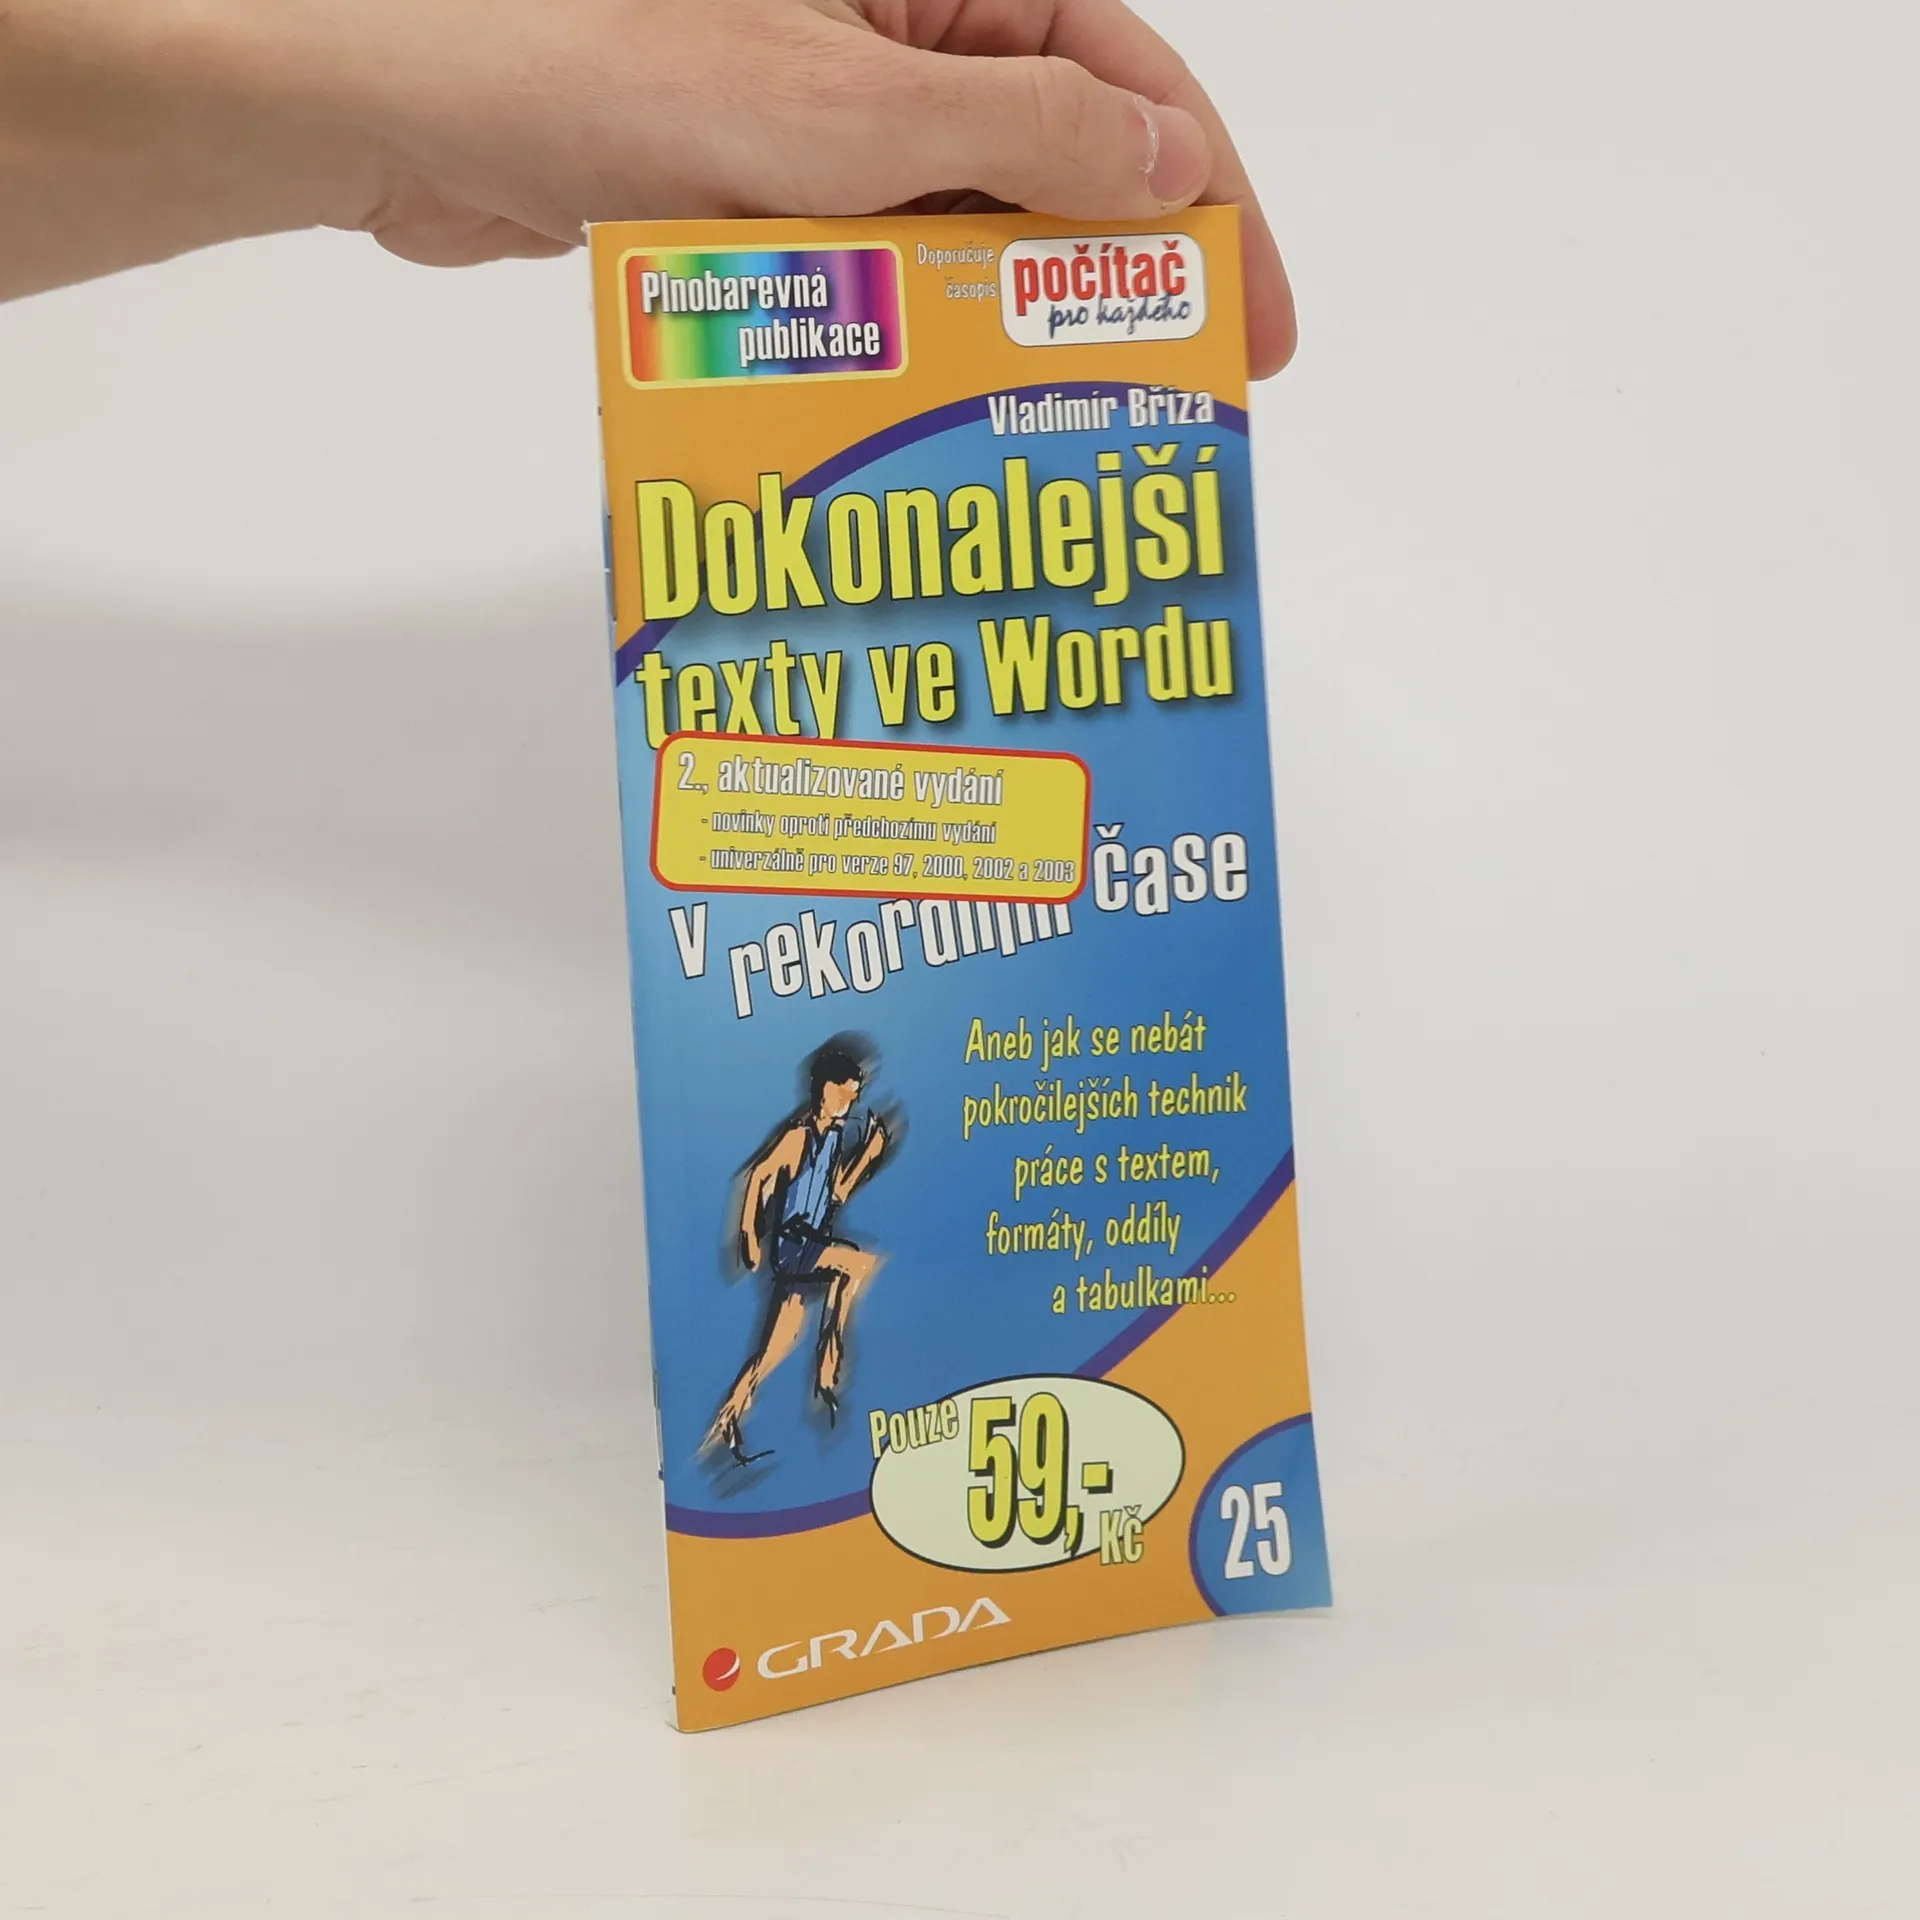 Plnobarevná
publikace
Doporučuje
časopis
počítač
pro každého
Vladimír Bříza
Dokonalejší
texty ve Wordu
2., aktualizované vydání
- novinky oproti předchozímu vydání
- univerzálně pro verze 97, 2000, 2002 a 2003
v rekordním čase
Aneb jak se nebát
pokročilejších technik
práce s textem,
formáty, oddíly
a tabulkami...
Pouze
59,-
Kč
25
GRADA